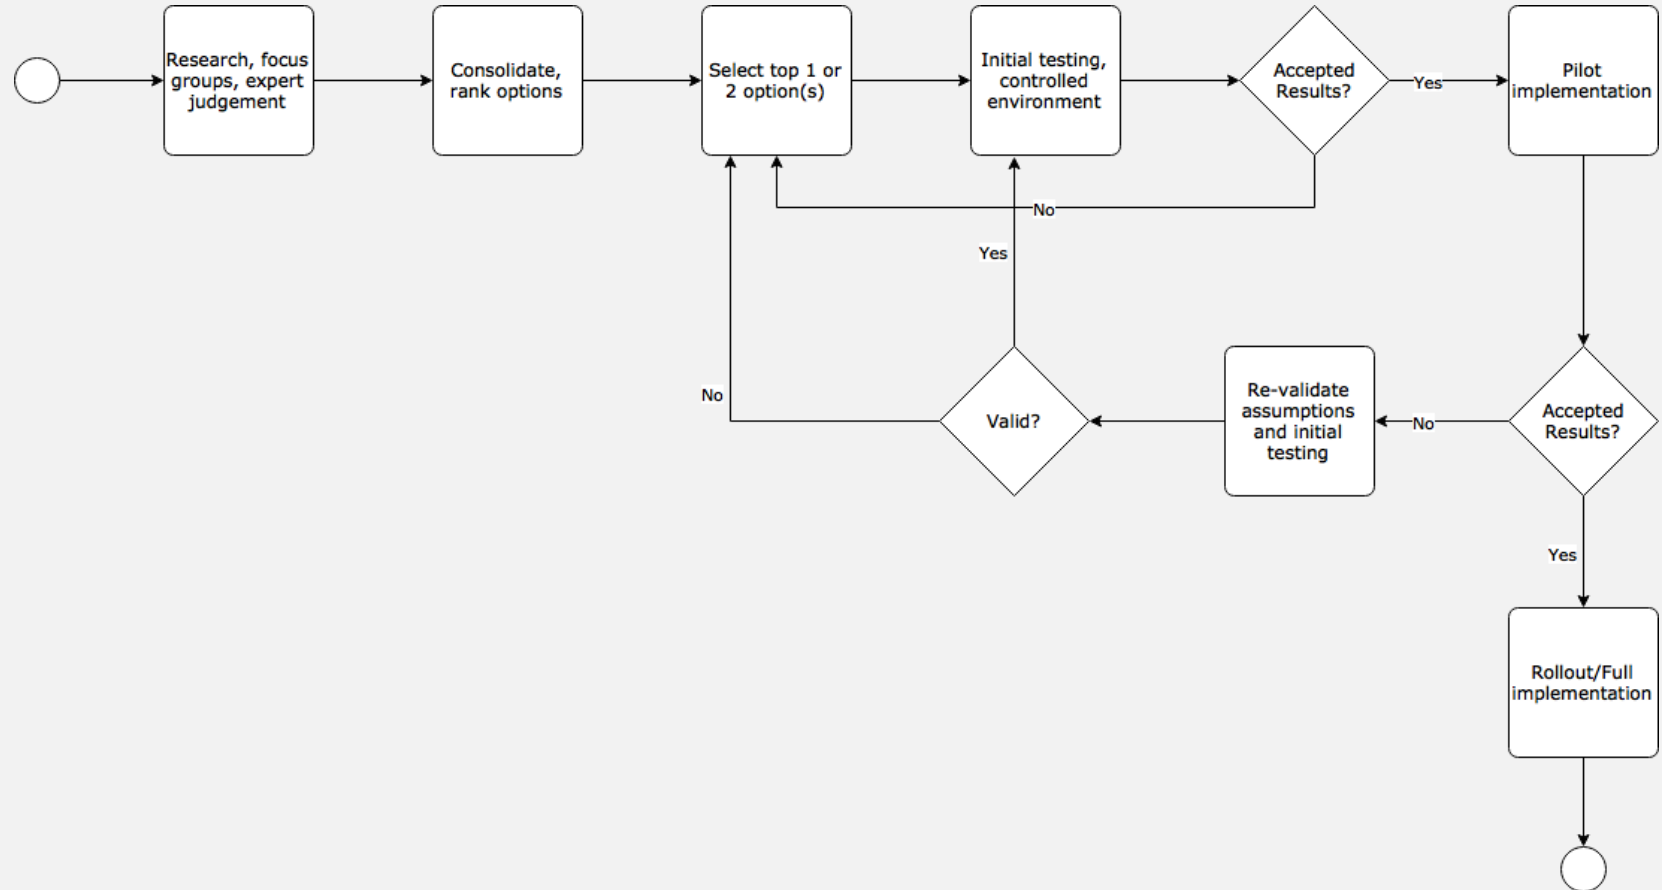 Research, focus
groups, expert
judgement
Consolidate,
rank options
Select top 1 or
2 option(s)
Initial testing,
controlled
environment
Accepted
Results?
Yes
Pilot
implementation
No
Yes
No
Valid?
Re-validate
assumptions
and initial
testing
No
Accepted
Results?
Yes
Rollout/Full
implementation